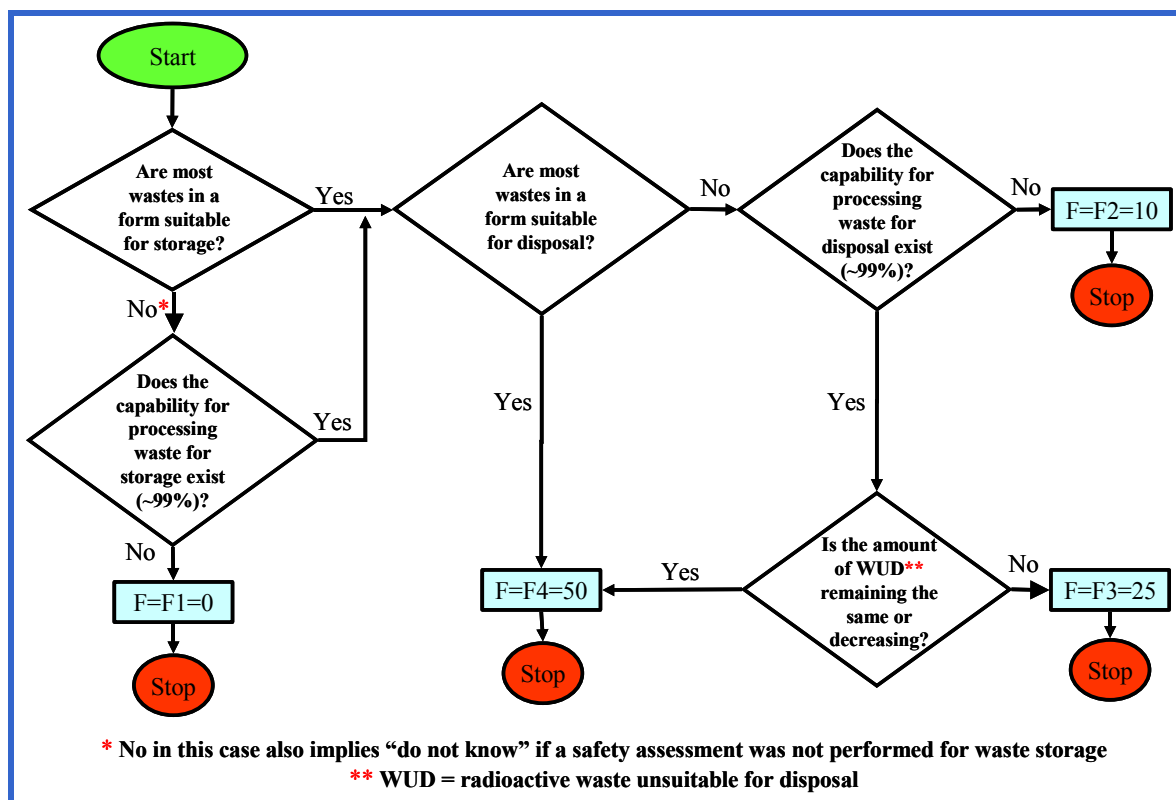 Start
Are most
wastes in a
form suitable
for storage?
Yes
No*
Does the
capability for
processing
waste for
storage exist
(~99%)?
Yes
No
F=F1=0
Stop
Are most
wastes in a
form suitable
for disposal?
No
Yes
Does the
capability for
processing
waste for
disposal exist
(~99%)?
No
F=F2=10
Stop
Yes
Is the amount
of WUD**
remaining the
same or
decreasing?
Yes
F=F4=50
Stop
No
F=F3=25
Stop
* No in this case also implies “do not know” if a safety assessment was not performed for waste storage
** WUD = radioactive waste unsuitable for disposal